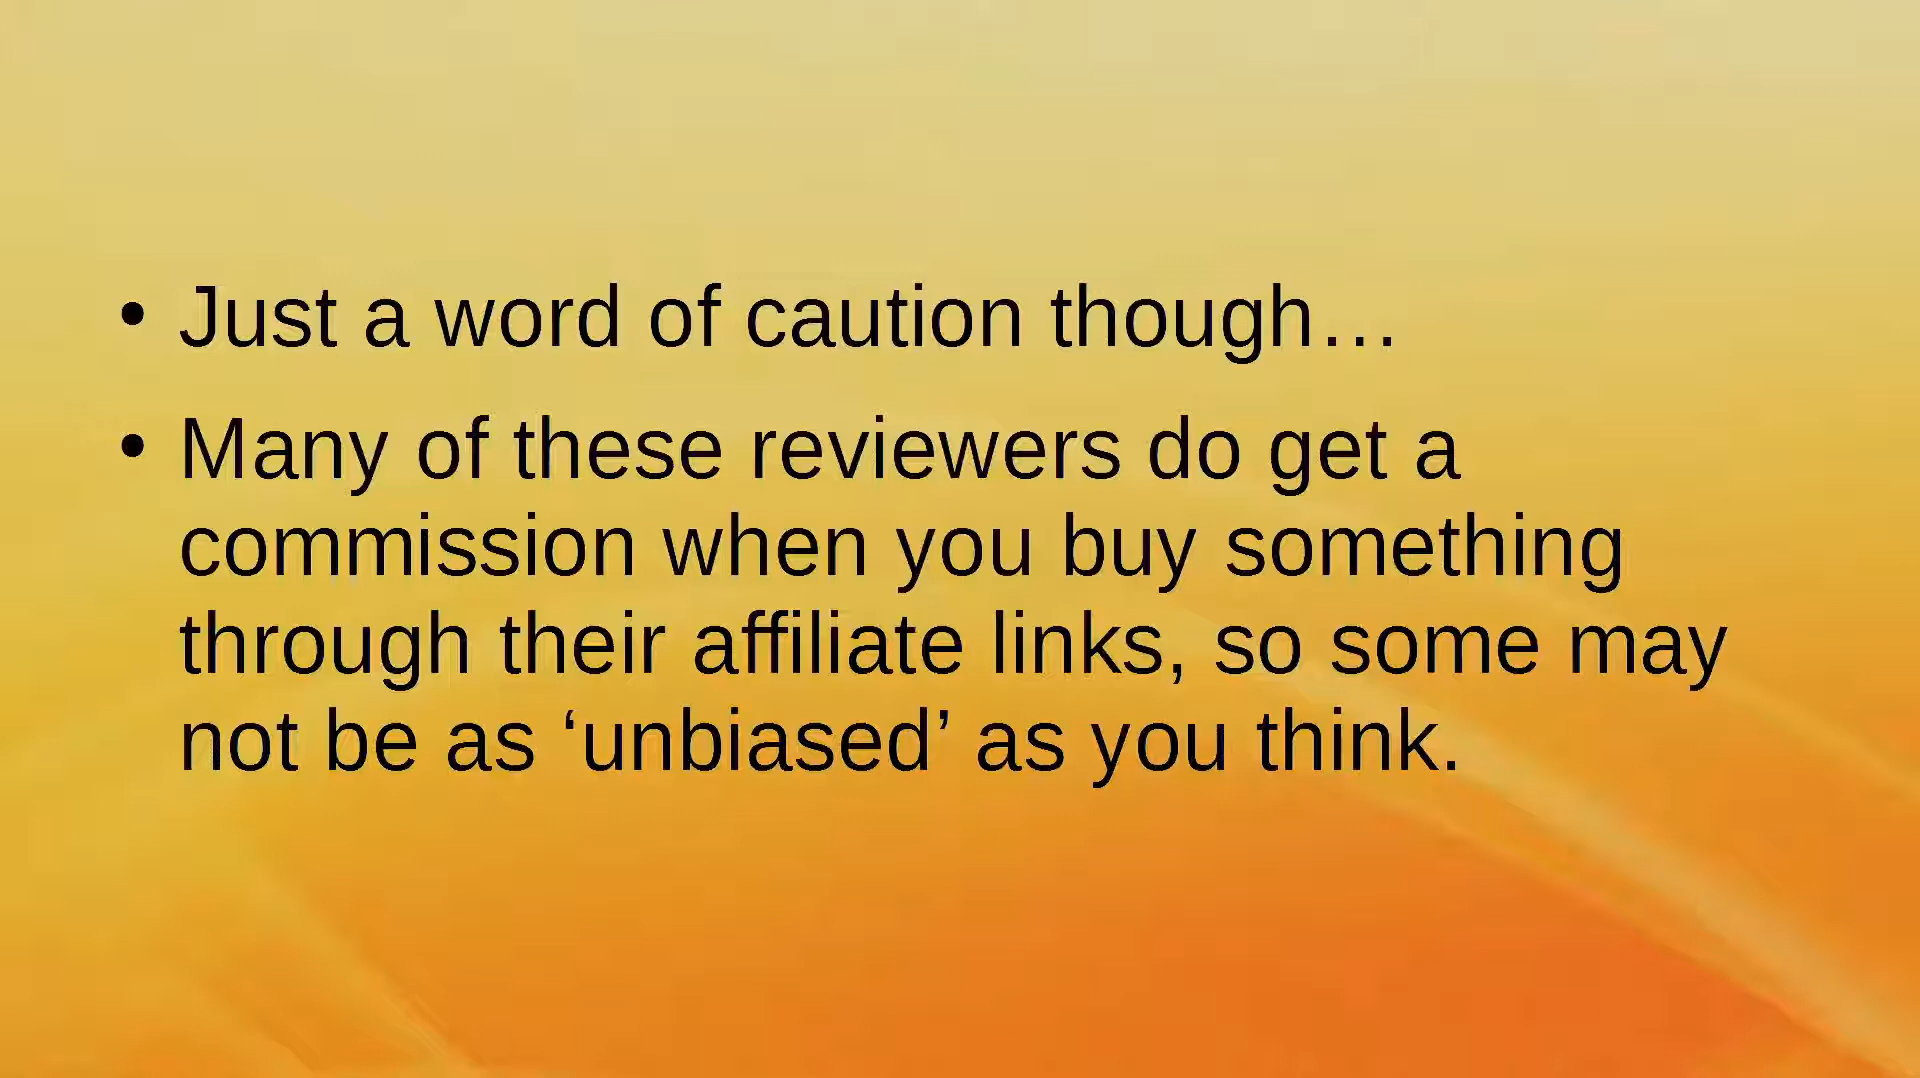 • Just a word of caution though…
• Many of these reviewers do get a
commission when you buy something
through their affiliate links, so some may
not be as ‘unbiased’ as you think.